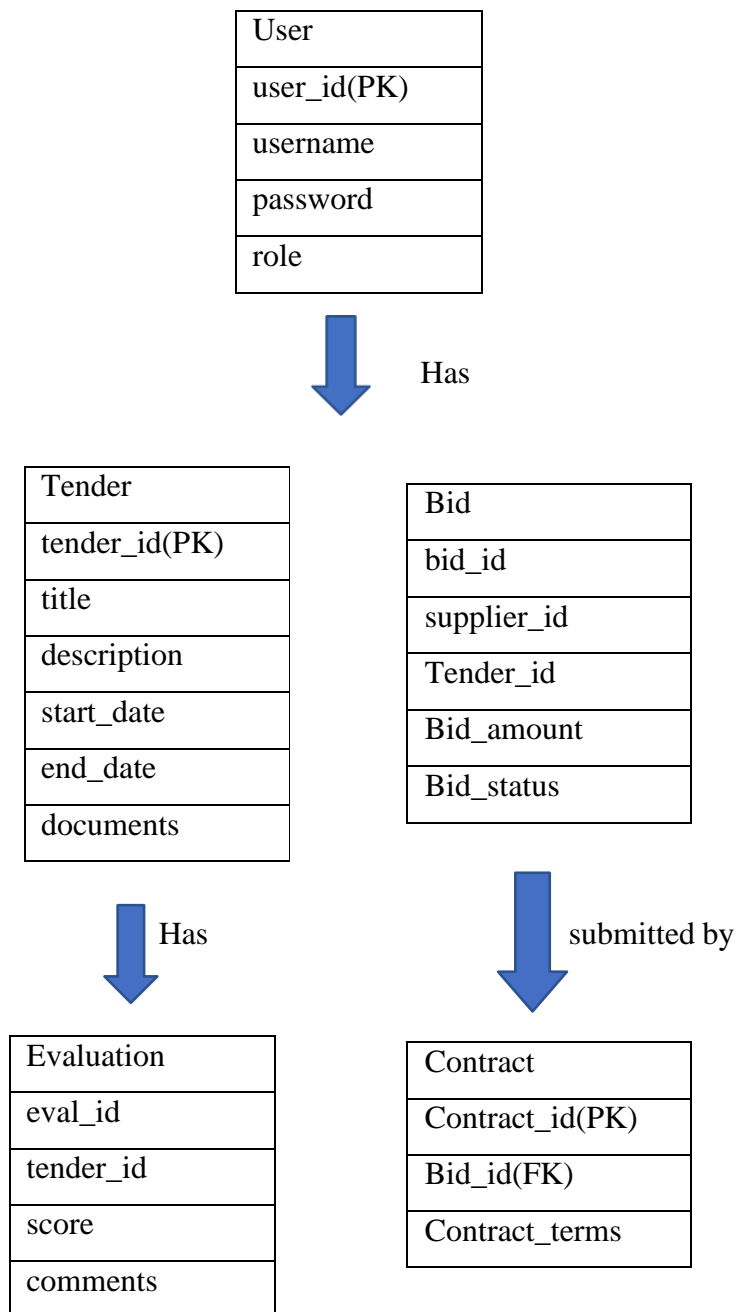 User
user_id(PK)
username
password
role
Has
Tender
tender_id(PK)
title
description
start_date
end_date
documents
Bid
bid_id
supplier_id
Tender_id
Bid_amount
Bid_status
Has
submitted by
Evaluation
eval_id
tender_id
score
comments
Contract
Contract_id(PK)
Bid_id(FK)
Contract_terms